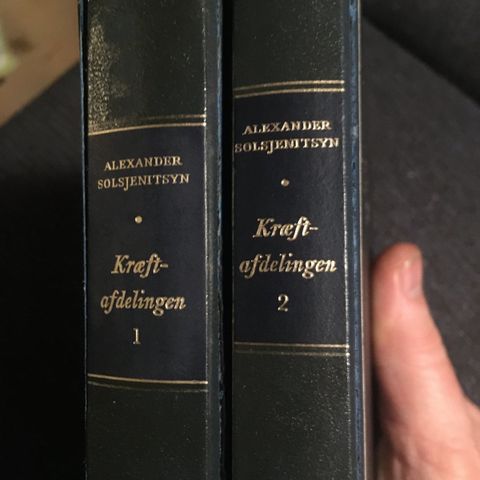 ALEXANDER
SOLSJENITSYN
Kræft-
afdelingen
1
ALEXANDER
SOLSJENITSYN
Kræft-
afdelingen
2